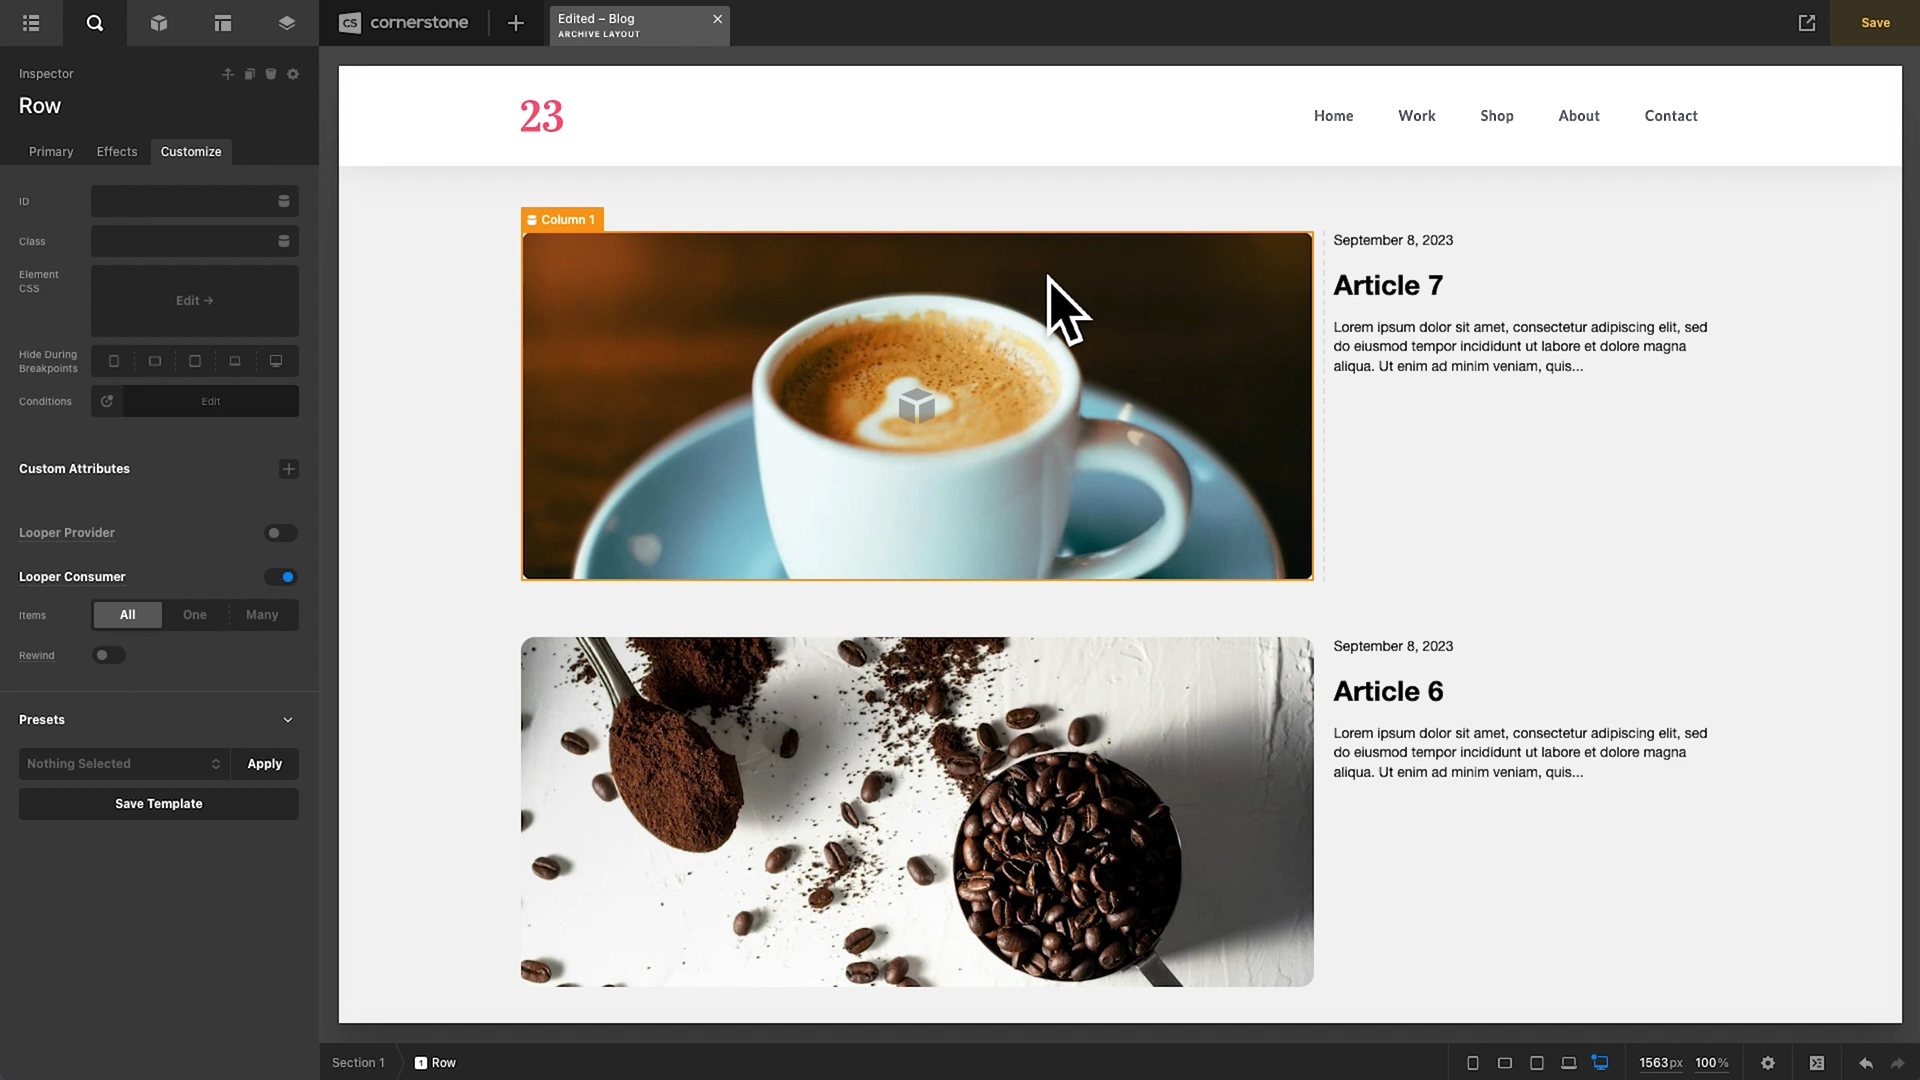 cs cornerstone
Edited – Blog
ARCHIVE LAYOUT
Save
Inspector
Row
Primary
Effects
Customize
ID
Class
Element
CSS
Edit →
Hide During
Breakpoints
Conditions
Edit
Custom Attributes
Looper Provider
Looper Consumer
Items
All
One
Many
Rewind
Presets
Nothing Selected
Apply
Save Template
23
Home
Work
Shop
About
Contact
Column 1
September 8, 2023
Article 7
Lorem ipsum dolor sit amet, consectetur adipiscing elit, sed
do eiusmod tempor incididunt ut labore et dolore magna
aliqua. Ut enim ad minim veniam, quis...
September 8, 2023
Article 6
Lorem ipsum dolor sit amet, consectetur adipiscing elit, sed
do eiusmod tempor incididunt ut labore et dolore magna
aliqua. Ut enim ad minim veniam, quis...
Section 1
1 Row
1563px
100%